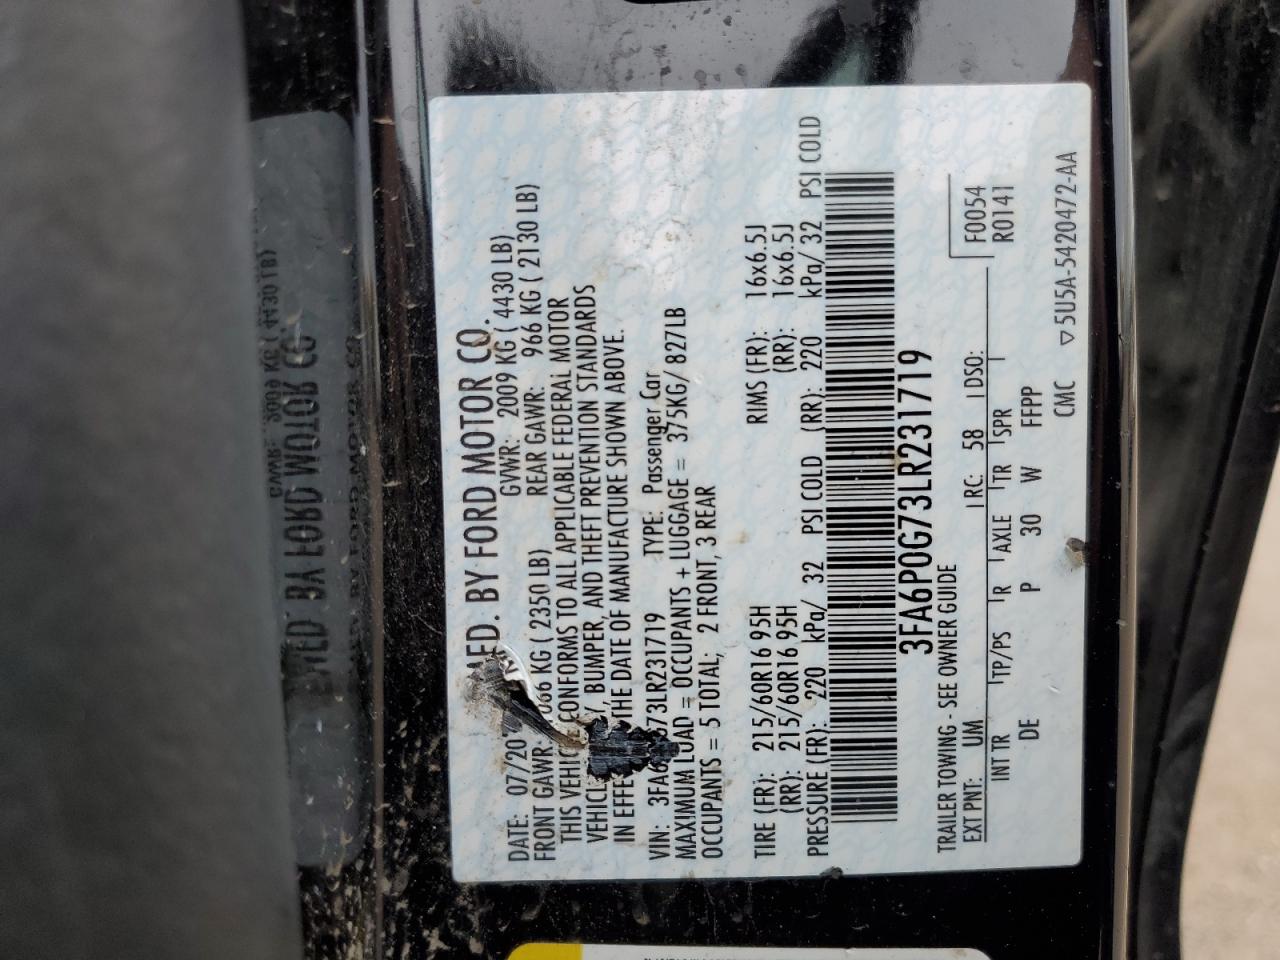 MFD. BY FORD MOTOR CO.
DATE: 07/20 GVWR: 2009 KG ( 4430 LB)
FRONT GAWR: 1066 KG ( 2350 LB) REAR GAWR: 966 KG ( 2130 LB)
THIS VEHICLE CONFORMS TO ALL APPLICABLE FEDERAL MOTOR
VEHICLE SAFETY, BUMPER, AND THEFT PREVENTION STANDARDS
IN EFFECT ON THE DATE OF MANUFACTURE SHOWN ABOVE.
VIN: 3FA6P0G73LR231719 TYPE: Passenger Car
MAXIMUM LOAD = OCCUPANTS + LUGGAGE = 375KG/ 827LB
OCCUPANTS = 5 TOTAL, 2 FRONT, 3 REAR
TIRE (FR): 215/60R16 95H RIMS (FR): 16x6.5J
(RR): 215/60R16 95H (RR): 16x6.5J
PRESSURE (FR): 220 kPa/ 32 PSI COLD (RR): 220 kPa/ 32 PSI COLD
3FA6P0G73LR231719
TRAILER TOWING - SEE OWNER GUIDE
EXT PNT: UM RC: 58 DSO: F0054
INT TR TP/PS R AXLE TR SPR R0141
DE P 30 W FFPP
CMC ▽5U5A-5420472-AA